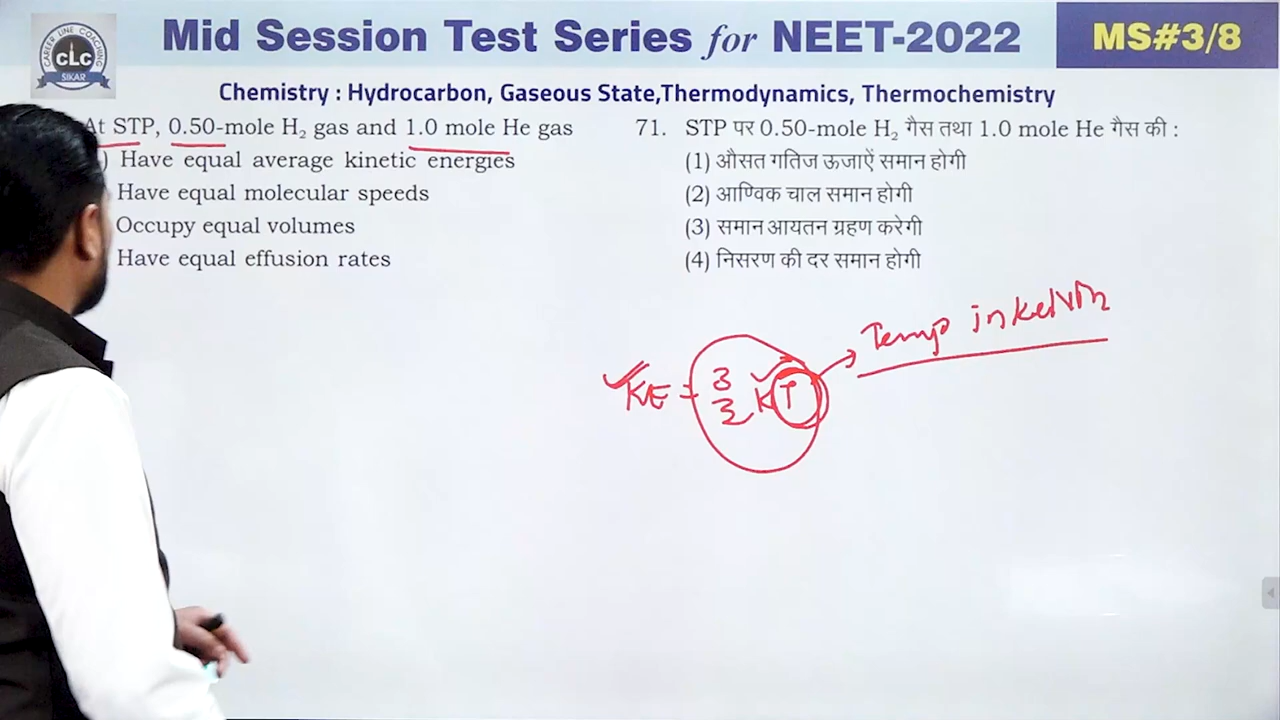 Mid Session Test Series for NEET-2022
MS#3/8
CAREER LINE COACHING
CLC
SIKAR
Chemistry : Hydrocarbon, Gaseous State,Thermodynamics, Thermochemistry
At STP, 0.50-mole H₂ gas and 1.0 mole He gas
) Have equal average kinetic energies
Have equal molecular speeds
Occupy equal volumes
Have equal effusion rates
71. STP पर 0.50-mole H₂ गैस तथा 1.0 mole He गैस की :
(1) औसत गतिज ऊजाऐं समान होगी
(2) आण्विक चाल समान होगी
(3) समान आयतन ग्रहण करेगी
(4) निसरण की दर समान होगी
Temp in kelvin
KE = 3/2 KT